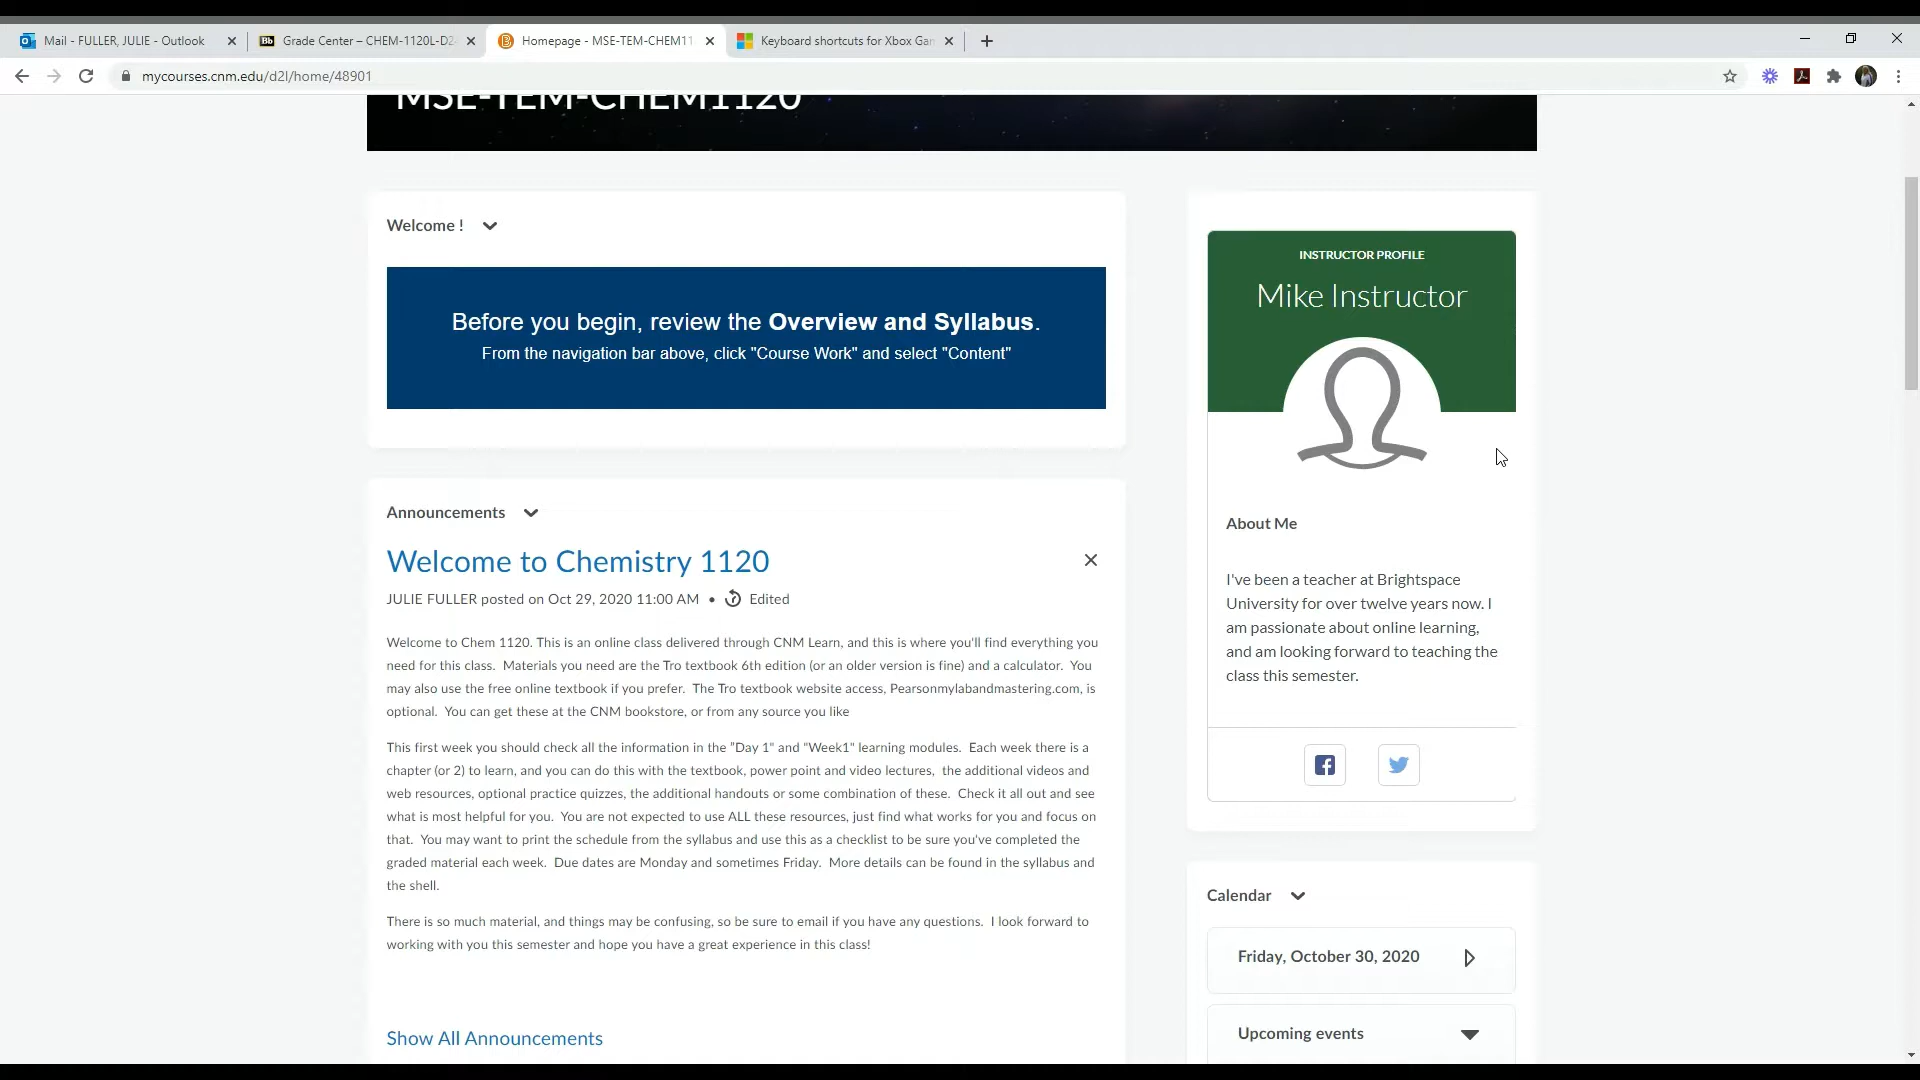 Mail - FULLER, JULIE - Outlook
Grade Center – CHEM-1120L-D2
Homepage - MSE-TEM-CHEM11
Keyboard shortcuts for Xbox Gam
mycourses.cnm.edu/d2l/home/48901
MSE-TEM-CHEM1120
Welcome !
Before you begin, review the Overview and Syllabus.
From the navigation bar above, click "Course Work" and select "Content"
Announcements
Welcome to Chemistry 1120
JULIE FULLER posted on Oct 29, 2020 11:00 AM • Edited
Welcome to Chem 1120. This is an online class delivered through CNM Learn, and this is where you'll find everything you
need for this class. Materials you need are the Tro textbook 6th edition (or an older version is fine) and a calculator. You
may also use the free online textbook if you prefer. The Tro textbook website access, Pearsonmylabandmastering.com, is
optional. You can get these at the CNM bookstore, or from any source you like
This first week you should check all the information in the "Day 1" and "Week1" learning modules. Each week there is a
chapter (or 2) to learn, and you can do this with the textbook, power point and video lectures, the additional videos and
web resources, optional practice quizzes, the additional handouts or some combination of these. Check it all out and see
what is most helpful for you. You are not expected to use ALL these resources, just find what works for you and focus on
that. You may want to print the schedule from the syllabus and use this as a checklist to be sure you've completed the
graded material each week. Due dates are Monday and sometimes Friday. More details can be found in the syllabus and
the shell.
There is so much material, and things may be confusing, so be sure to email if you have any questions. I look forward to
working with you this semester and hope you have a great experience in this class!
Show All Announcements
INSTRUCTOR PROFILE
Mike Instructor
About Me
I've been a teacher at Brightspace
University for over twelve years now. I
am passionate about online learning,
and am looking forward to teaching the
class this semester.
Calendar
Friday, October 30, 2020
Upcoming events